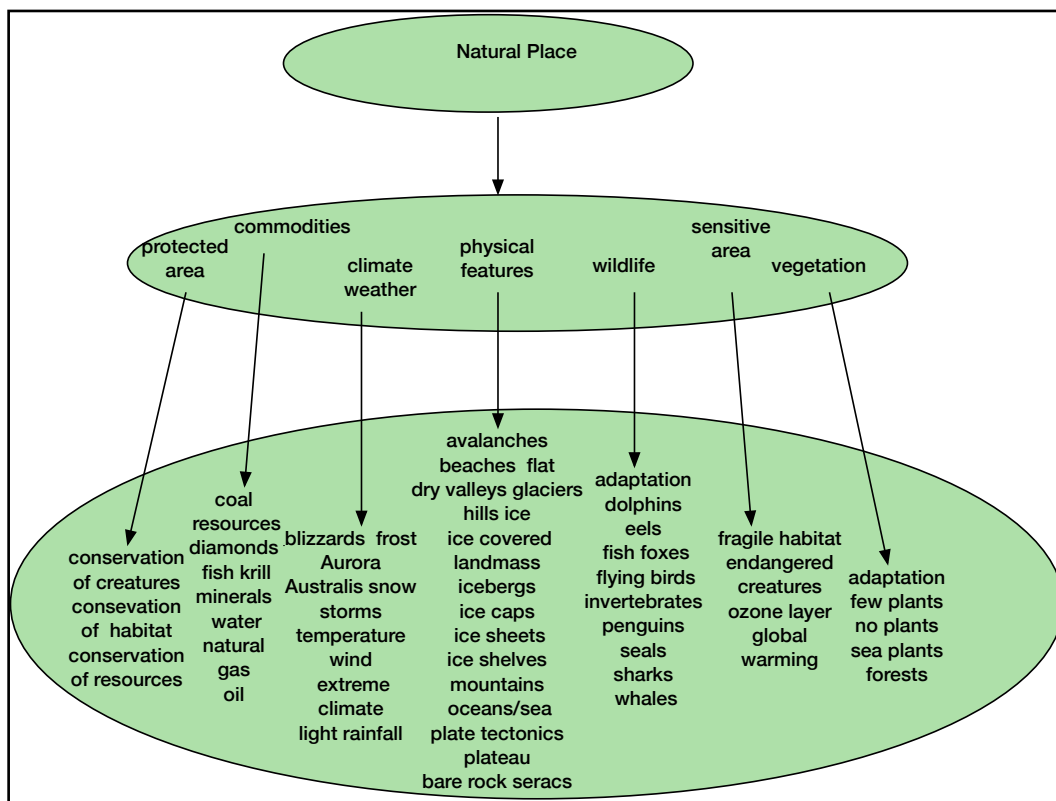 Natural Place
commodities
protected
area
climate
weather
physical
features
wildlife
sensitive
area
vegetation
conservation
of creatures
consevation
of habitat
conservation
of resources
coal
resources
diamonds
fish krill
minerals
water
natural
gas
oil
blizzards frost
Aurora
Australis snow
storms
temperature
wind
extreme
climate
light rainfall
avalanches
beaches flat
dry valleys glaciers
hills ice
ice covered
landmass
icebergs
ice caps
ice sheets
ice shelves
mountains
oceans/sea
plate tectonics
plateau
bare rock seracs
adaptation
dolphins
eels
fish foxes
flying birds
invertebrates
penguins
seals
sharks
whales
fragile habitat
endangered
creatures
ozone layer
global
warming
adaptation
few plants
no plants
sea plants
forests